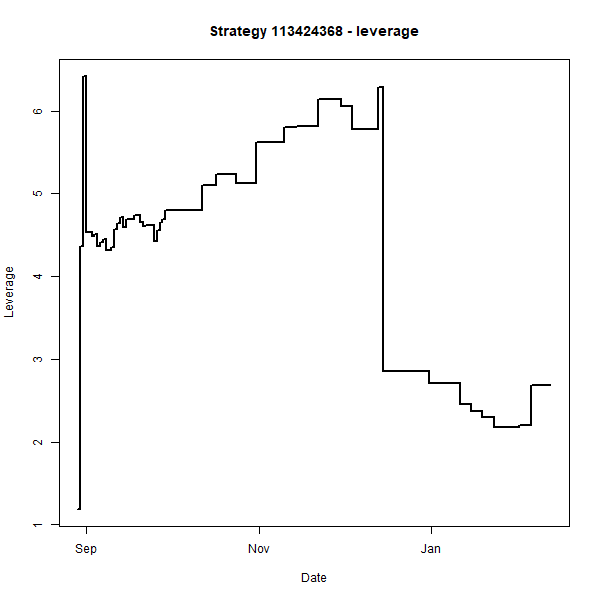 Strategy 113424368 - leverage
Leverage
6
5
4
3
2
1
Sep
Nov
Jan
Date